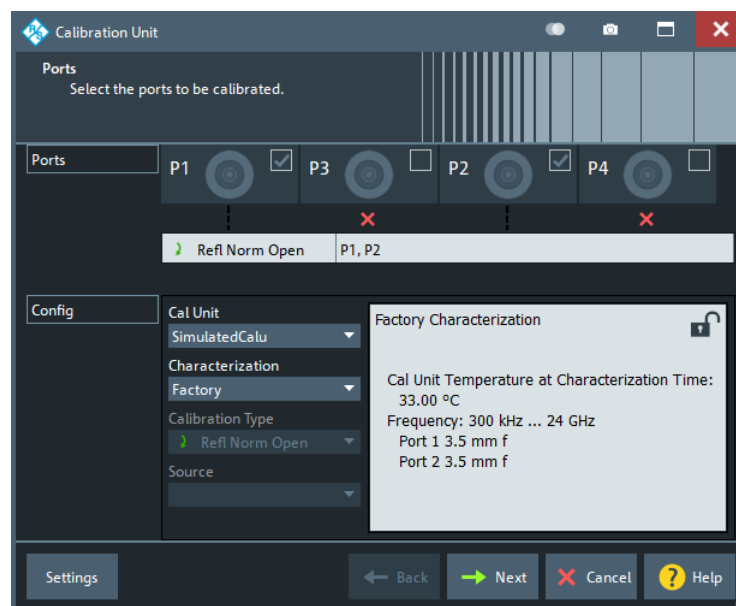 Calibration Unit
Ports
Select the ports to be calibrated.
Ports
P1
P3
P2
P4
Refl Norm Open
P1, P2
Config
Cal Unit
SimulatedCalu
Characterization
Factory
Calibration Type
Refl Norm Open
Source
Factory Characterization
Cal Unit Temperature at Characterization Time:
33.00 °C
Frequency: 300 kHz ... 24 GHz
Port 1 3.5 mm f
Port 2 3.5 mm f
Settings
Back
Next
Cancel
? Help